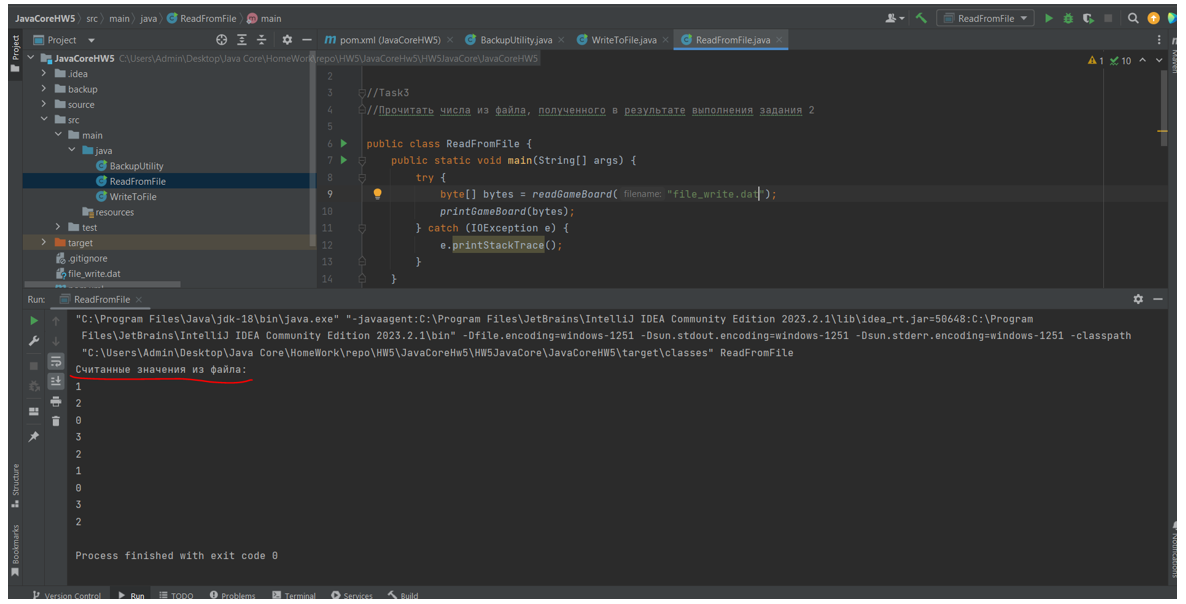 JavaCoreHW5 src main java ReadFromFile main
ReadFromFile
Project
Project
pom.xml (JavaCoreHW5) BackupUtility.java WriteToFile.java ReadFromFile.java
JavaCoreHW5 C:\Users\Admin\Desktop\Java Core\HomeWork\repo\HW5\JavaCoreHw5\HW5JavaCore\JavaCoreHW5
.idea
backup
source
src
main
java
BackupUtility
ReadFromFile
WriteToFile
resources
test
target
.gitignore
file_write.dat
1 10
2
3 //Task3
4 //Прочитать числа из файла, полученного в результате выполнения задания 2
5
6 public class ReadFromFile {
7 public static void main(String[] args) {
8 try {
9 byte[] bytes = readGameBoard( filename: "file_write.dat");
10 printGameBoard(bytes);
11 } catch (IOException e) {
12 e.printStackTrace();
13 }
14 }
Maven
Run: ReadFromFile
"C:\Program Files\Java\jdk-18\bin\java.exe" "-javaagent:C:\Program Files\JetBrains\IntelliJ IDEA Community Edition 2023.2.1\lib\idea_rt.jar=50648:C:\Program
Files\JetBrains\IntelliJ IDEA Community Edition 2023.2.1\bin" -Dfile.encoding=windows-1251 -Dsun.stdout.encoding=windows-1251 -Dsun.stderr.encoding=windows-1251 -classpath
"C:\Users\Admin\Desktop\Java Core\HomeWork\repo\HW5\JavaCoreHw5\HW5JavaCore\JavaCoreHW5\target\classes" ReadFromFile
Считанные значения из файла:
1
2
0
3
2
1
0
3
2
Process finished with exit code 0
Structure
Bookmarks
Notifications
Version Control Run TODO Problems Terminal Services Build